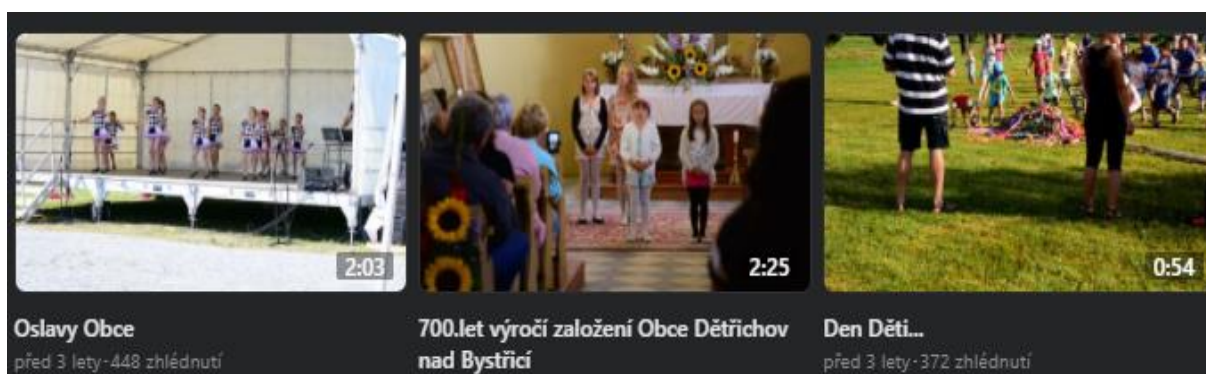 2:03
2:25
0:54
Oslavy Obce
před 3 lety·448 zhlédnutí
700.let výročí založení Obce Dětřichov
nad Bystřicí
Den Děti...
před 3 lety·372 zhlédnutí